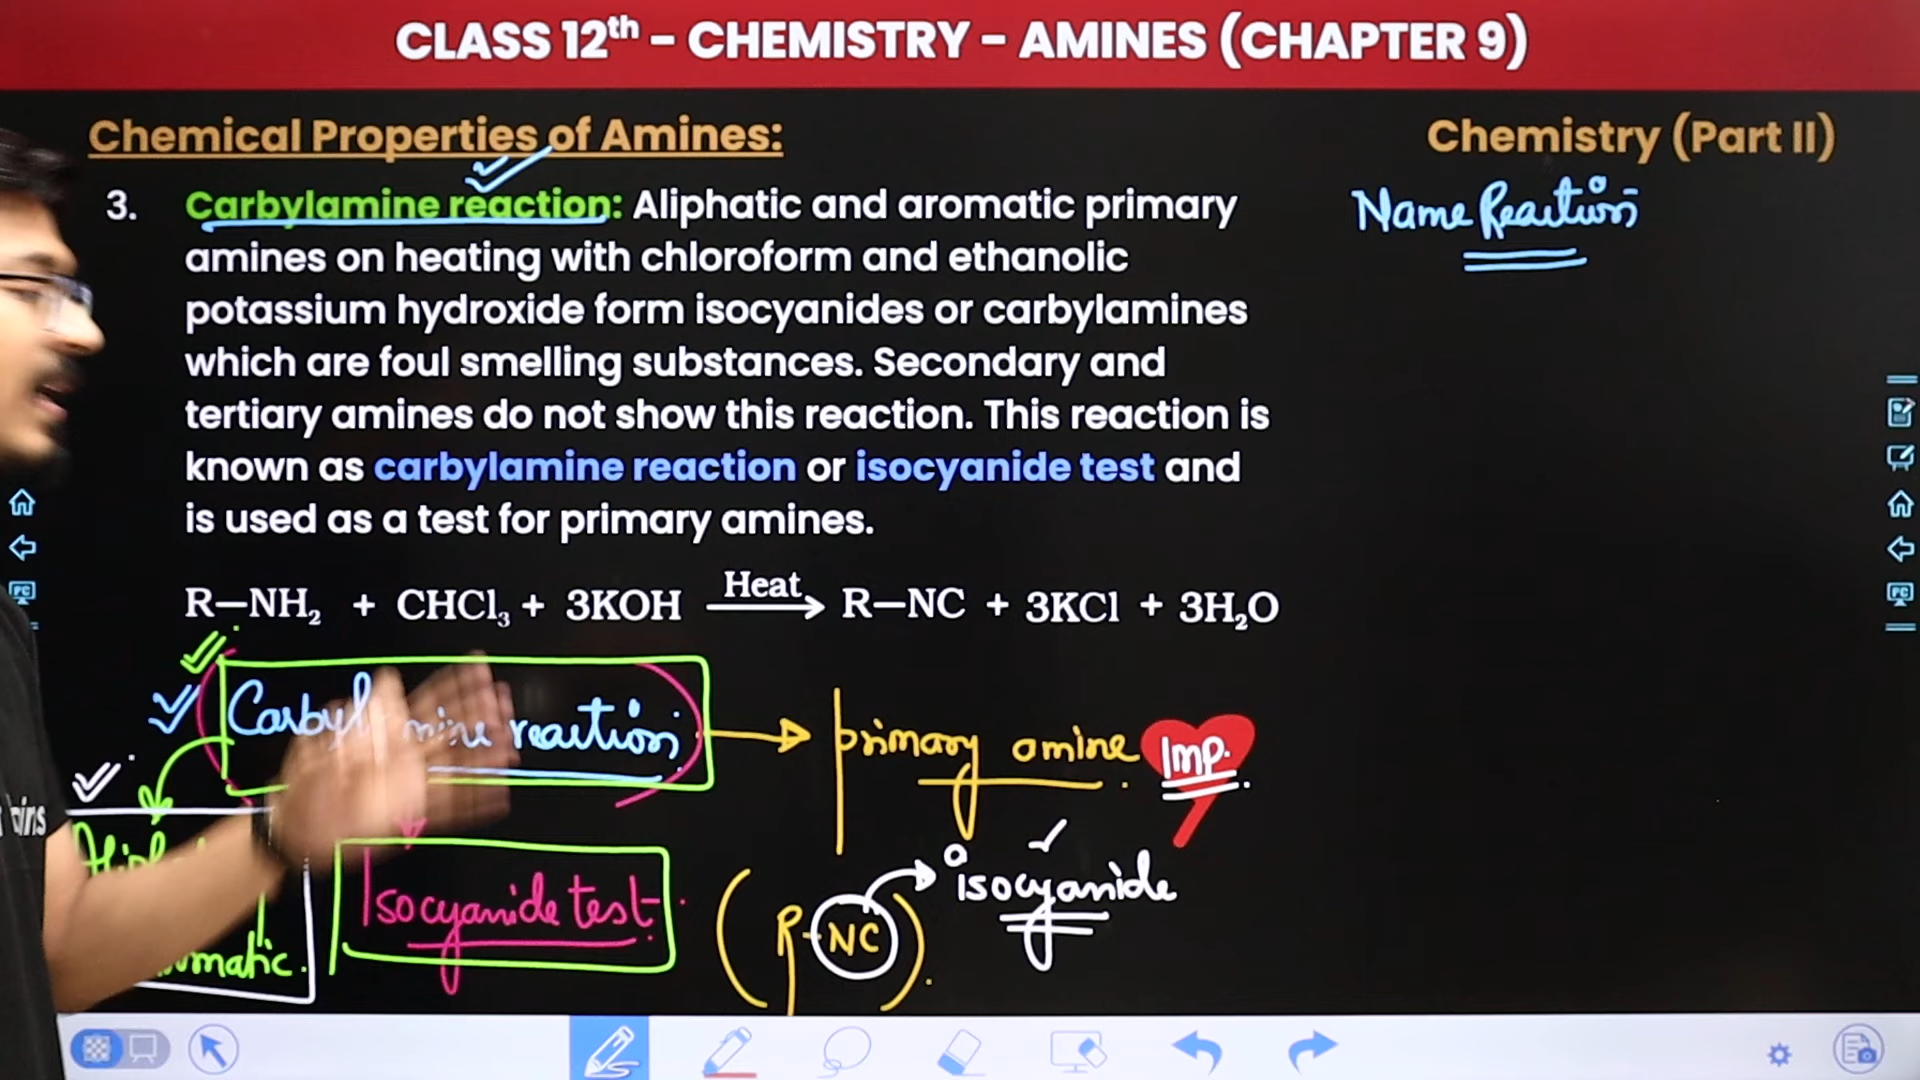 CLASS 12th - CHEMISTRY - AMINES (CHAPTER 9)
Chemical Properties of Amines:
Chemistry (Part II)
3. Carbylamine reaction: Aliphatic and aromatic primary
amines on heating with chloroform and ethanolic
potassium hydroxide form isocyanides or carbylamines
which are foul smelling substances. Secondary and
tertiary amines do not show this reaction. This reaction is
known as carbylamine reaction or isocyanide test and
is used as a test for primary amines.
Name Reaction
R—NH₂ + CHCl₃ + 3KOH Heat → R—NC + 3KCl + 3H₂O
reaction
primary amine Imp.
Isocyanide test
R-NC
isocyanide
PC
PC